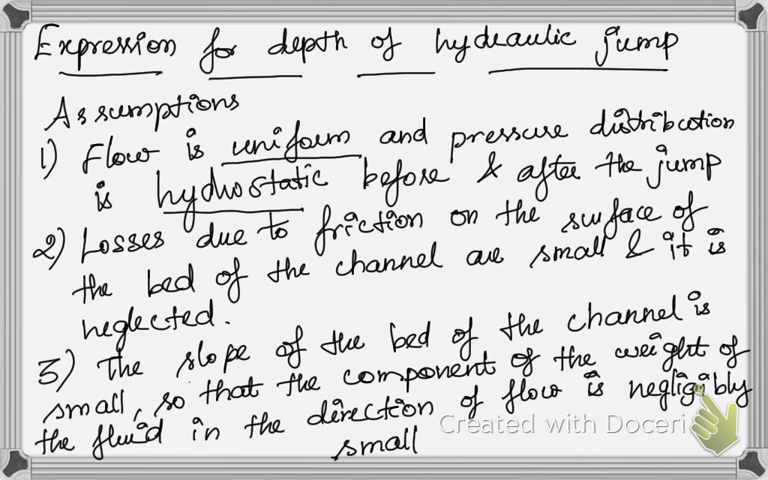 Expression for depth of hydraulic jump
Assumptions
1) Flow is uniform and pressure distribution
is hydrostatic before & after the jump
2) Losses due to friction on the surface of
the bed of the channel are small & it is
neglected.
3) The slope of the bed of the channel is
small, so that the component of the weight of
the fluid in the direction of flow is negligibly
small
Created with Doceri